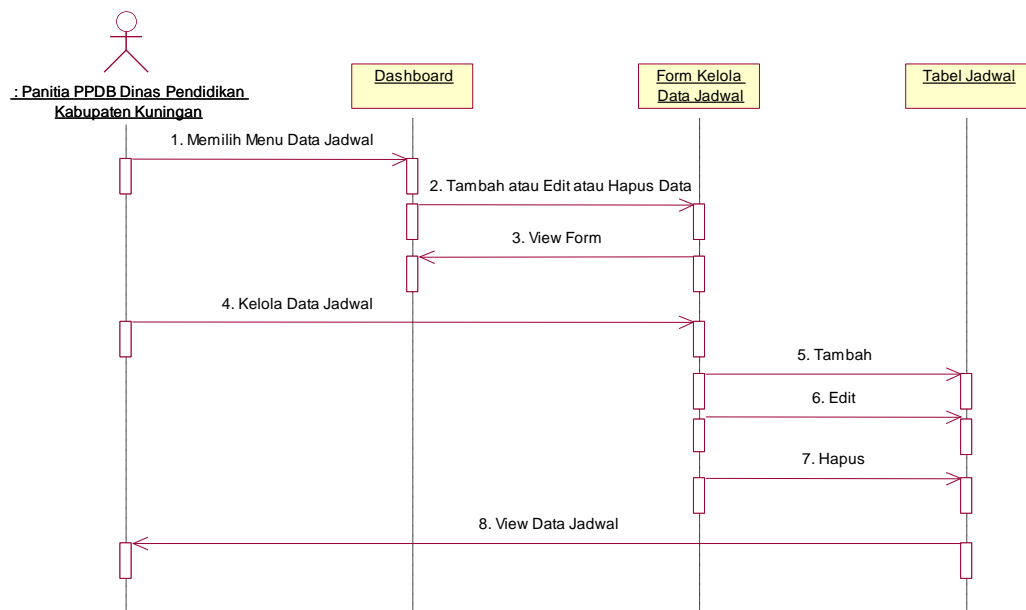 : Panitia PPDB Dinas Pendidikan
Kabupaten Kuningan
Dashboard
Form Kelola
Data Jadwal
Tabel Jadwal
1. Memilih Menu Data Jadwal
2. Tambah atau Edit atau Hapus Data
3. View Form
4. Kelola Data Jadwal
5. Tambah
6. Edit
7. Hapus
8. View Data Jadwal